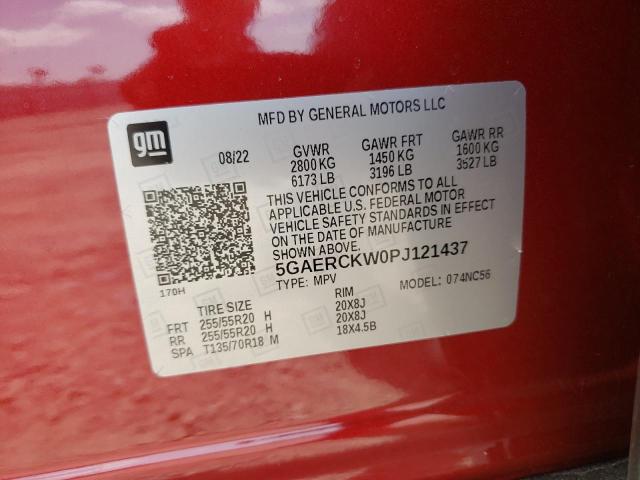 MFD BY GENERAL MOTORS LLC
gm
08/22 GVWR GAWR FRT GAWR RR
2800 KG 1450 KG 1600 KG
6173 LB 3196 LB 3527 LB
THIS VEHICLE CONFORMS TO ALL
APPLICABLE U.S. FEDERAL MOTOR
VEHICLE SAFETY STANDARDS IN EFFECT
ON THE DATE OF MANUFACTURE
SHOWN ABOVE.
170H 5GAERCKW0PJ121437
TYPE: MPV MODEL: 074NC56
TIRE SIZE RIM
FRT 255/55R20 H 20X8J
RR 255/55R20 H 20X8J
SPA T135/70R18 M 18X4.5B